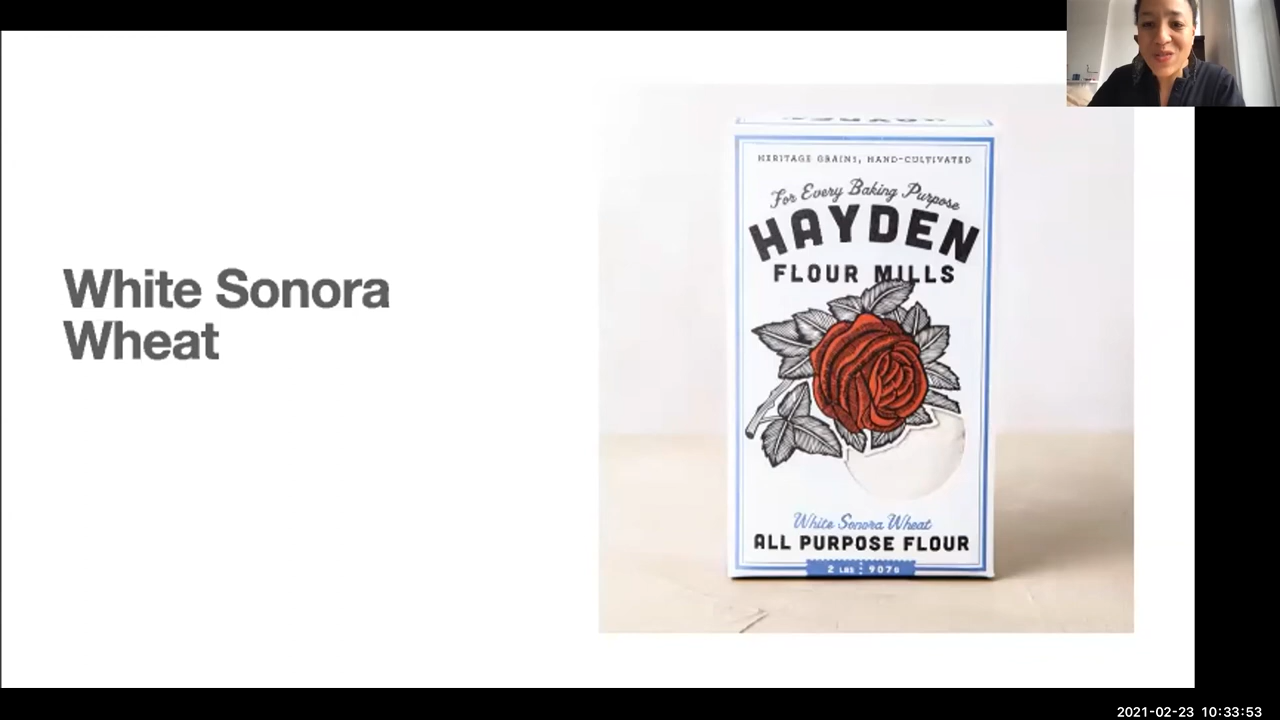 White Sonora
Wheat
HERITAGE GRAINS, HAND-CULTIVATED
For Every Baking Purpose
HAYDEN
FLOUR MILLS
White Sonora Wheat
ALL PURPOSE FLOUR
2 LBS 907g
2021-02-23 10:33:53